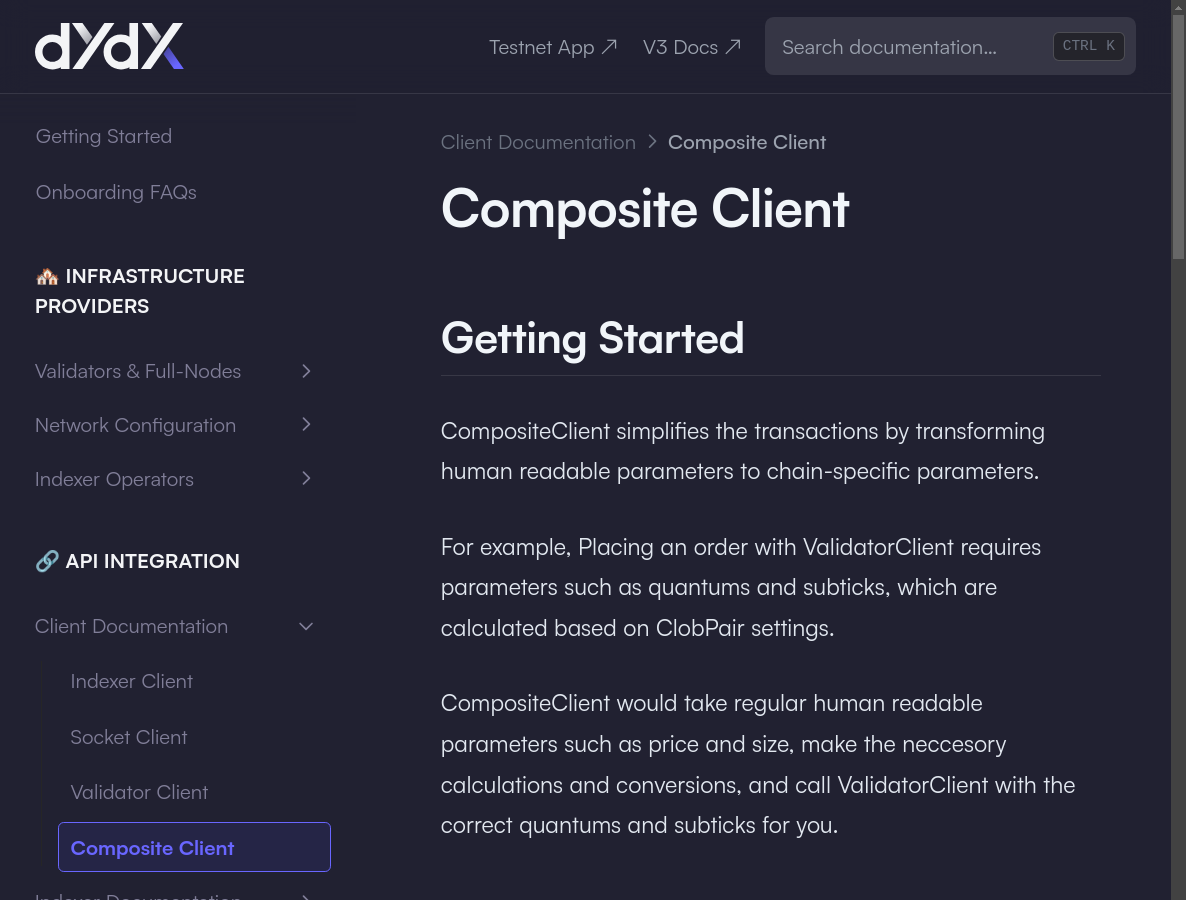 dYdX
Testnet App
V3 Docs
Search documentation...
CTRL K
Getting Started
Onboarding FAQs
INFRASTRUCTURE
PROVIDERS
Validators & Full-Nodes
Network Configuration
Indexer Operators
API INTEGRATION
Client Documentation
Indexer Client
Socket Client
Validator Client
Composite Client
Indexer Documentation
Client Documentation > Composite Client
Composite Client
Getting Started
CompositeClient simplifies the transactions by transforming
human readable parameters to chain-specific parameters.
For example, Placing an order with ValidatorClient requires
parameters such as quantums and subticks, which are
calculated based on ClobPair settings.
CompositeClient would take regular human readable
parameters such as price and size, make the neccesory
calculations and conversions, and call ValidatorClient with the
correct quantums and subticks for you.